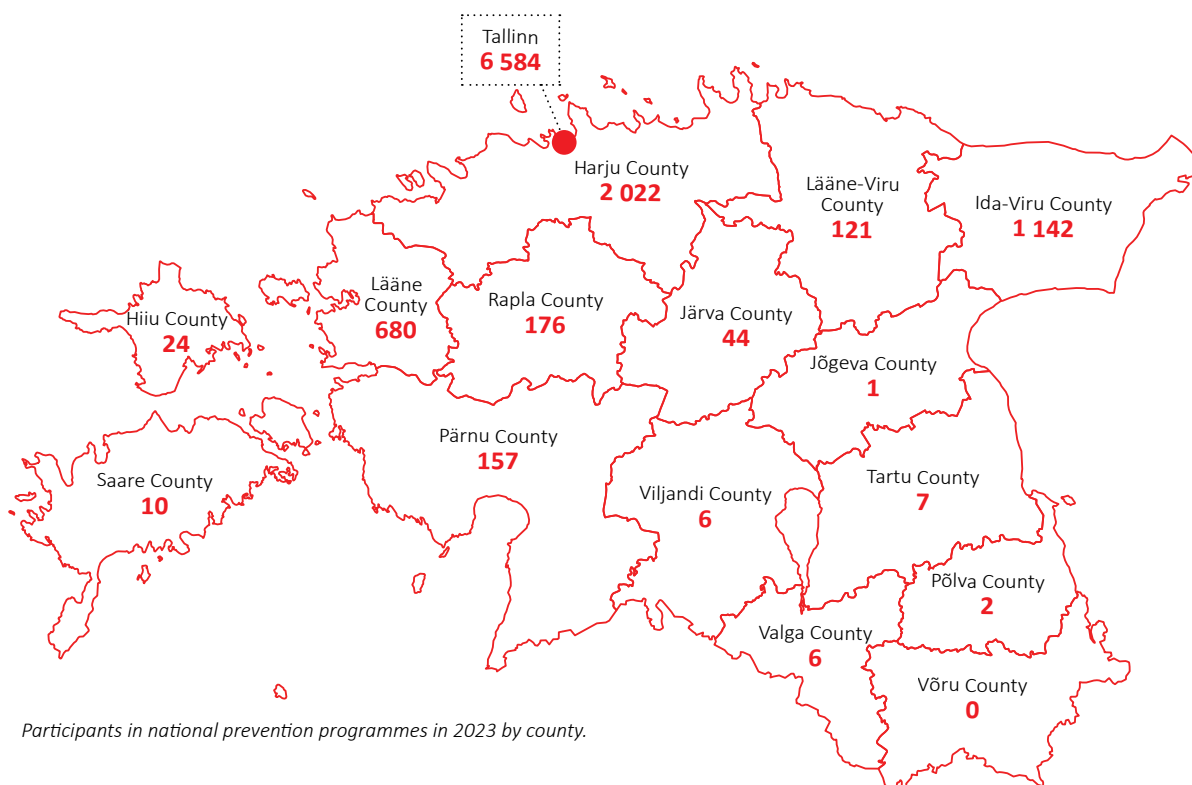 Tallinn
6 584
Harju County
2 022
Lääne-Viru
County
121
Ida-Viru County
1 142
Lääne
County
680
Rapla County
176
Järva County
44
Hiiu County
24
Jõgeva County
1
Pärnu County
157
Saare County
10
Viljandi County
6
Tartu County
7
Põlva County
2
Valga County
6
Võru County
0
Participants in national prevention programmes in 2023 by county.